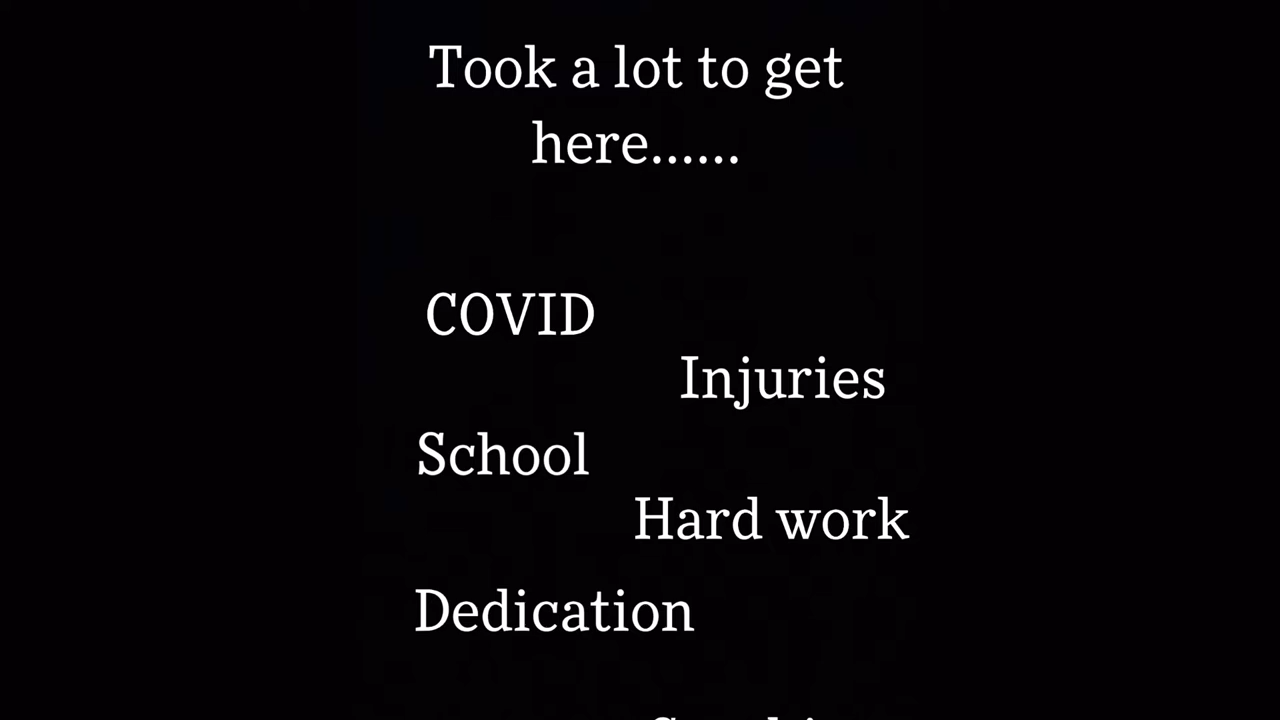 Took a lot to get
here......
COVID
Injuries
School
Hard work
Dedication